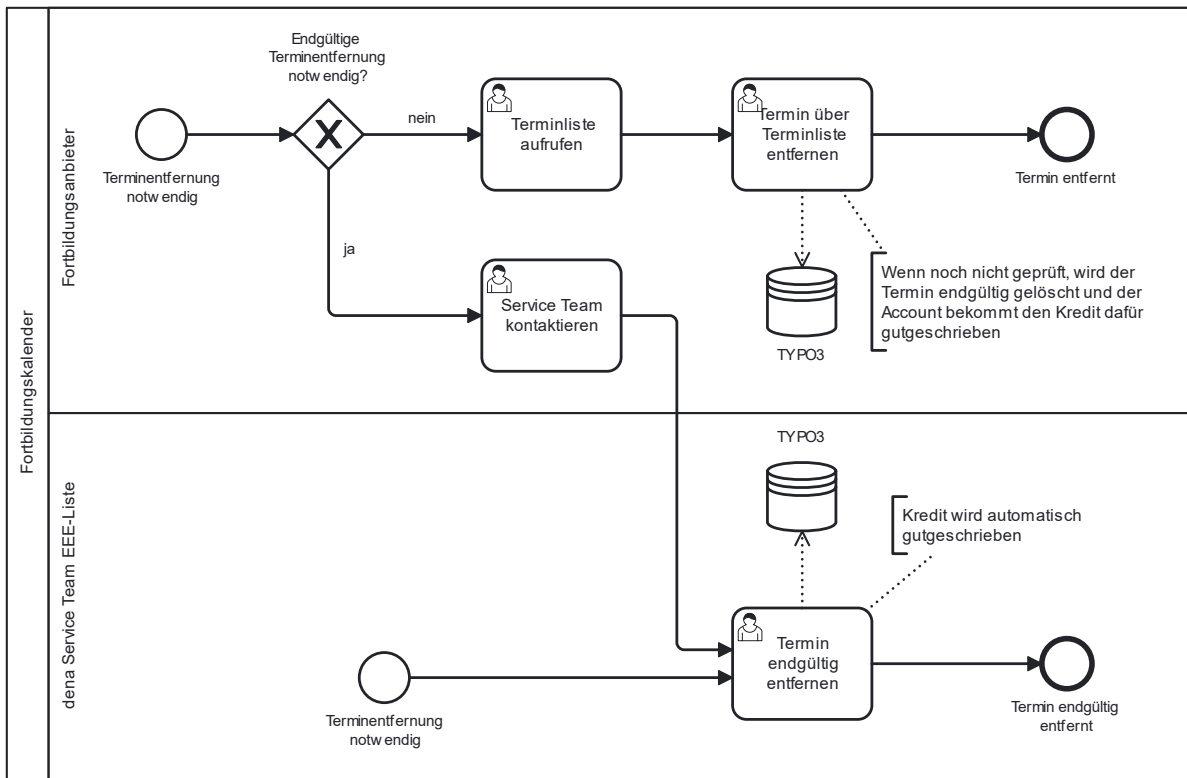 Fortbildungskalender
Fortbildungsanbieter
Endgültige
Terminentfernung
notwendig?
Terminentfernung
notwendig
nein
ja
Terminliste
aufrufen
Termin über
Terminliste
entfernen
Termin entfernt
Service Team
kontaktieren
TYPO3
Wenn noch nicht geprüft, wird der
Termin endgültig gelöscht und der
Account bekommt den Kredit dafür
gutgeschrieben
dena Service Team EEE-Liste
TYPO3
Kredit wird automatisch
gutgeschrieben
Terminentfernung
notwendig
Termin
endgültig
entfernen
Termin endgültig
entfernt